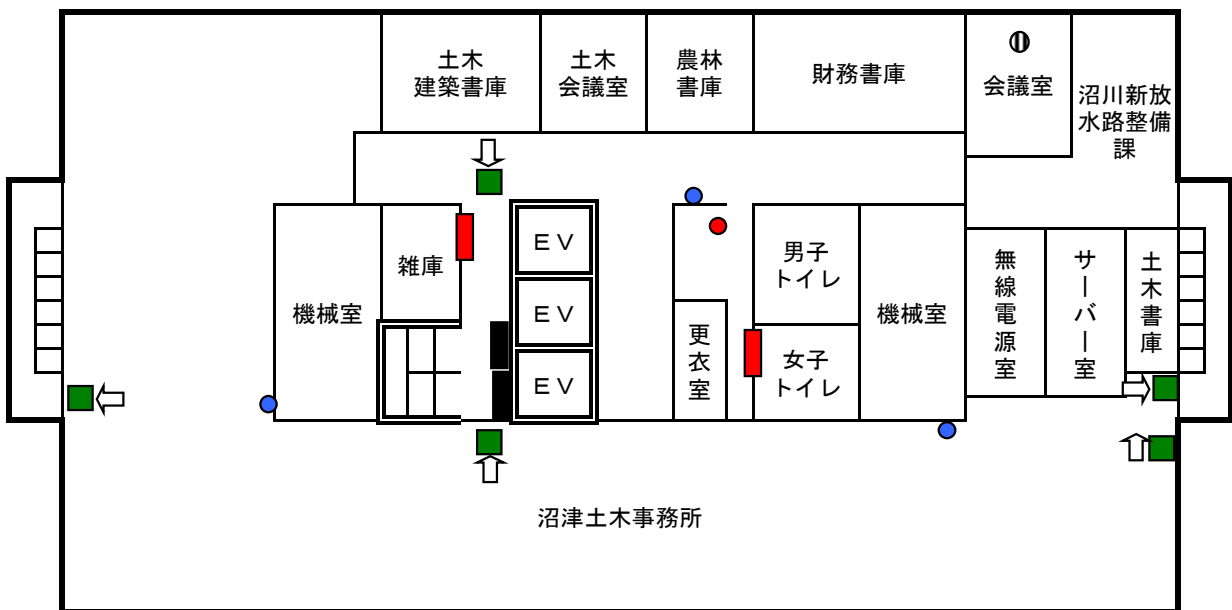 土木
建築書庫
土木
会議室
農林
書庫
財務書庫
会議室
沼川新放
水路整備
課
機械室
雑庫
ＥＶ
ＥＶ
ＥＶ
更衣室
男子
トイレ
女子
トイレ
機械室
無線電源室
サーバー室
土木書庫
沼津土木事務所